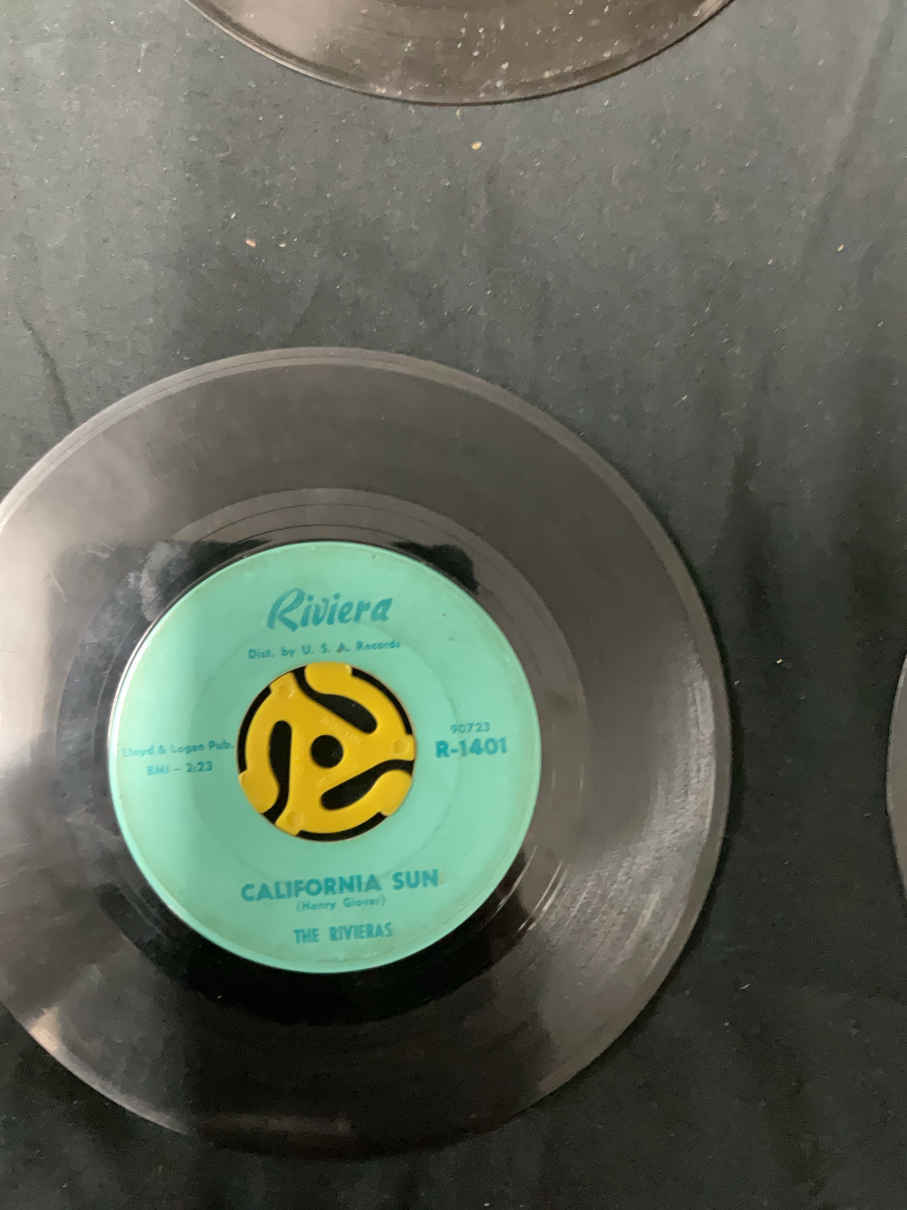 Riviera
Dist. by U. S. A. Records
Lloyd & Logan Pub.
BMI - 2:23
90723
R-1401
CALIFORNIA SUN
(Henry Glover)
THE RIVIERAS